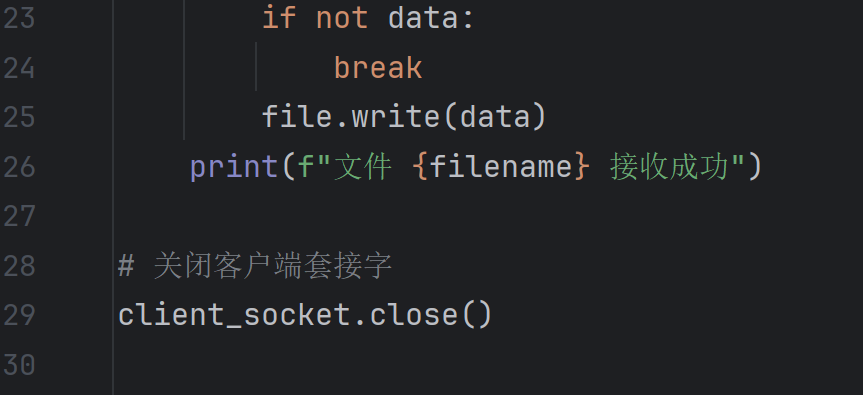 23 if not data:
24 break
25 file.write(data)
26 print(f"文件 {filename} 接收成功")
27
28 # 关闭客户端套接字
29 client_socket.close()
30